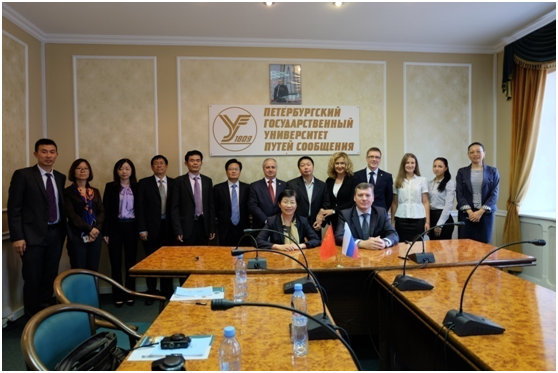 ПЕТЕРБУРГСКИЙ
ГОСУДАРСТВЕННЫЙ
УНИВЕРСИТЕТ
ПУТЕЙ СООБЩЕНИЯ
1809